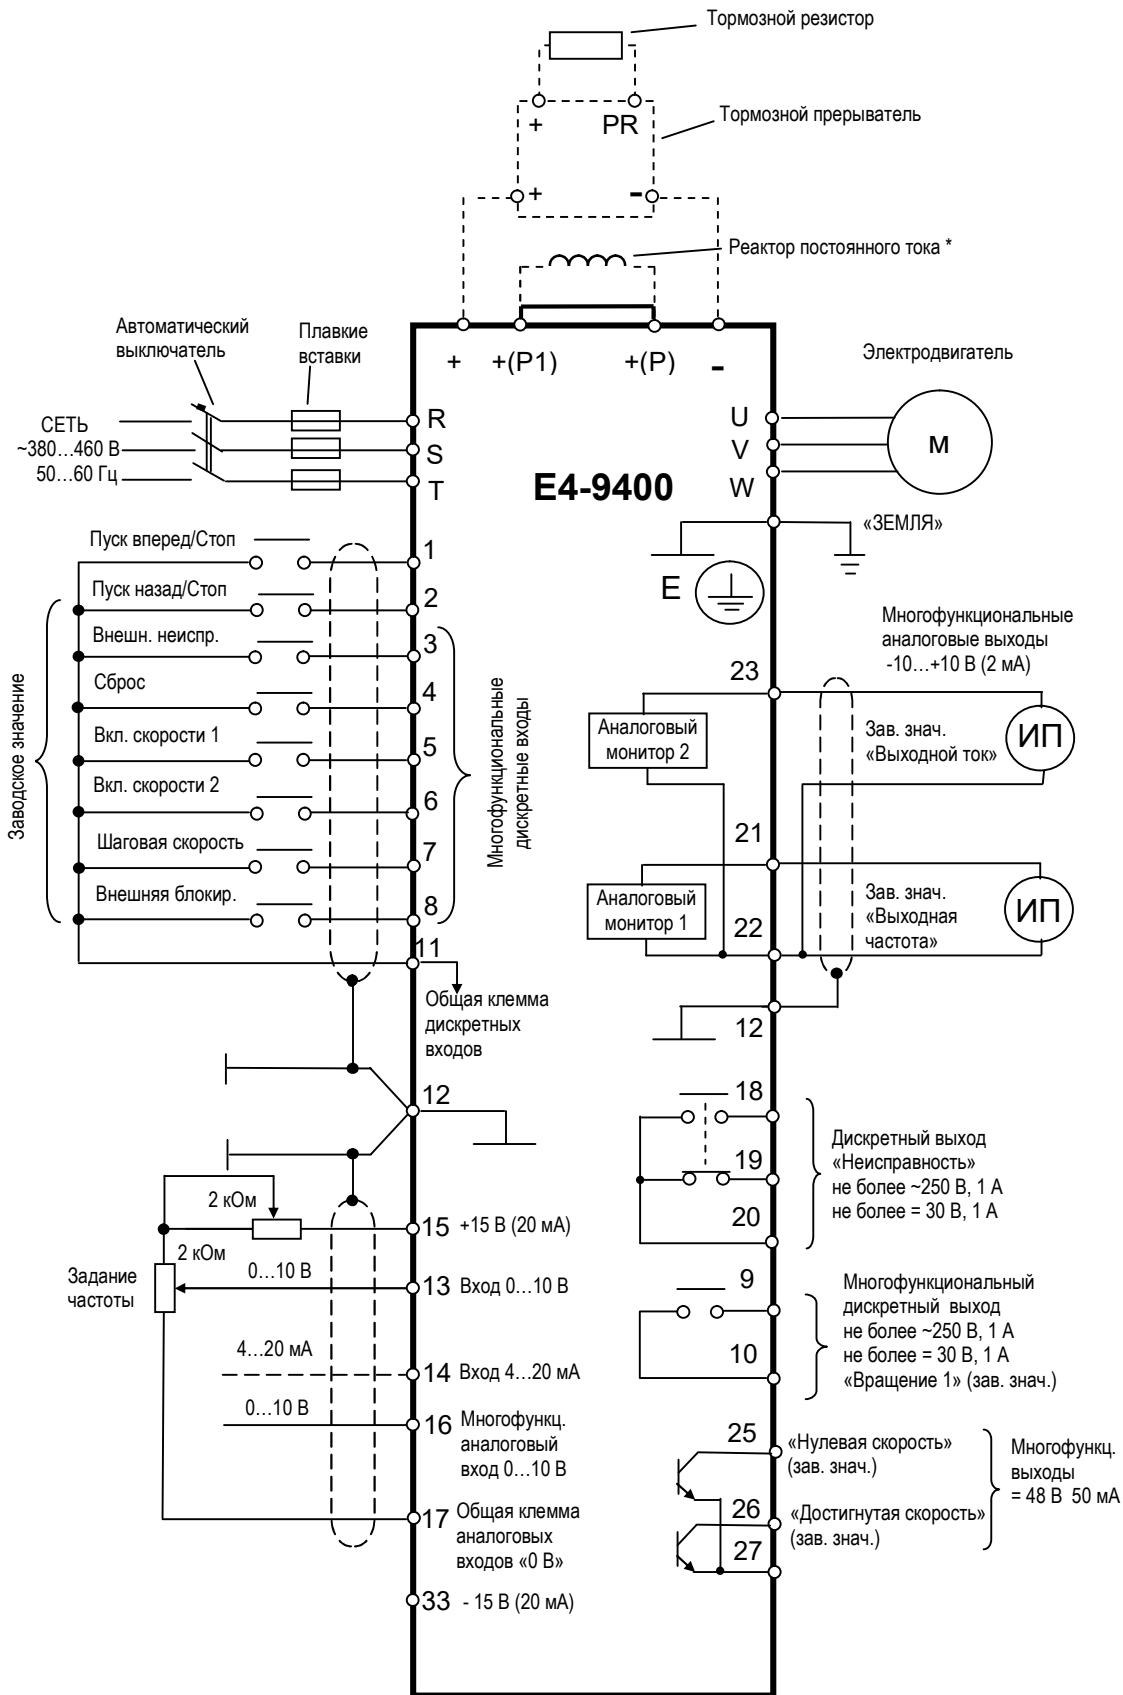 Тормозной резистор
+ PR
Тормозной прерыватель
+ -
Реактор постоянного тока *
Автоматический
выключатель
Плавкие
вставки
+ +(P1) +(P) -
Электродвигатель
СЕТЬ
~380…460 В
50…60 Гц
R
S
T
E4-9400
U
V
W
М
«ЗЕМЛЯ»
E
Заводское значение
Пуск вперед/Стоп
1
Пуск назад/Стоп
2
Внешн. неиспр.
3
Сброс
4
Вкл. скорости 1
5
Вкл. скорости 2
6
Шаговая скорость
7
Внешняя блокир.
8
Многофункциональные
дискретные входы
11
Общая клемма
дискретных
входов
12
2 кОм
15 +15 В (20 мА)
2 кОм
Задание
частоты
0…10 В
13 Вход 0…10 В
4…20 мА
14 Вход 4…20 мА
0…10 В
16 Многофункц.
аналоговый
вход 0…10 В
17 Общая клемма
аналоговых
входов «0 В»
33 - 15 В (20 мА)
Многофункциональные
аналоговые выходы
-10…+10 В (2 мА)
23
Аналоговый
монитор 2
Зав. знач.
«Выходной ток»
ИП
21
Аналоговый
монитор 1
22
Зав. знач.
«Выходная
частота»
ИП
12
18
19
20
Дискретный выход
«Неисправность»
не более ~250 В, 1 А
не более = 30 В, 1 А
9
10
Многофункциональный
дискретный выход
не более ~250 В, 1 А
не более = 30 В, 1 А
«Вращение 1» (зав. знач.)
25
«Нулевая скорость»
(зав. знач.)
26
«Достигнутая скорость»
(зав. знач.)
27
Многофункц.
выходы
= 48 В 50 мА